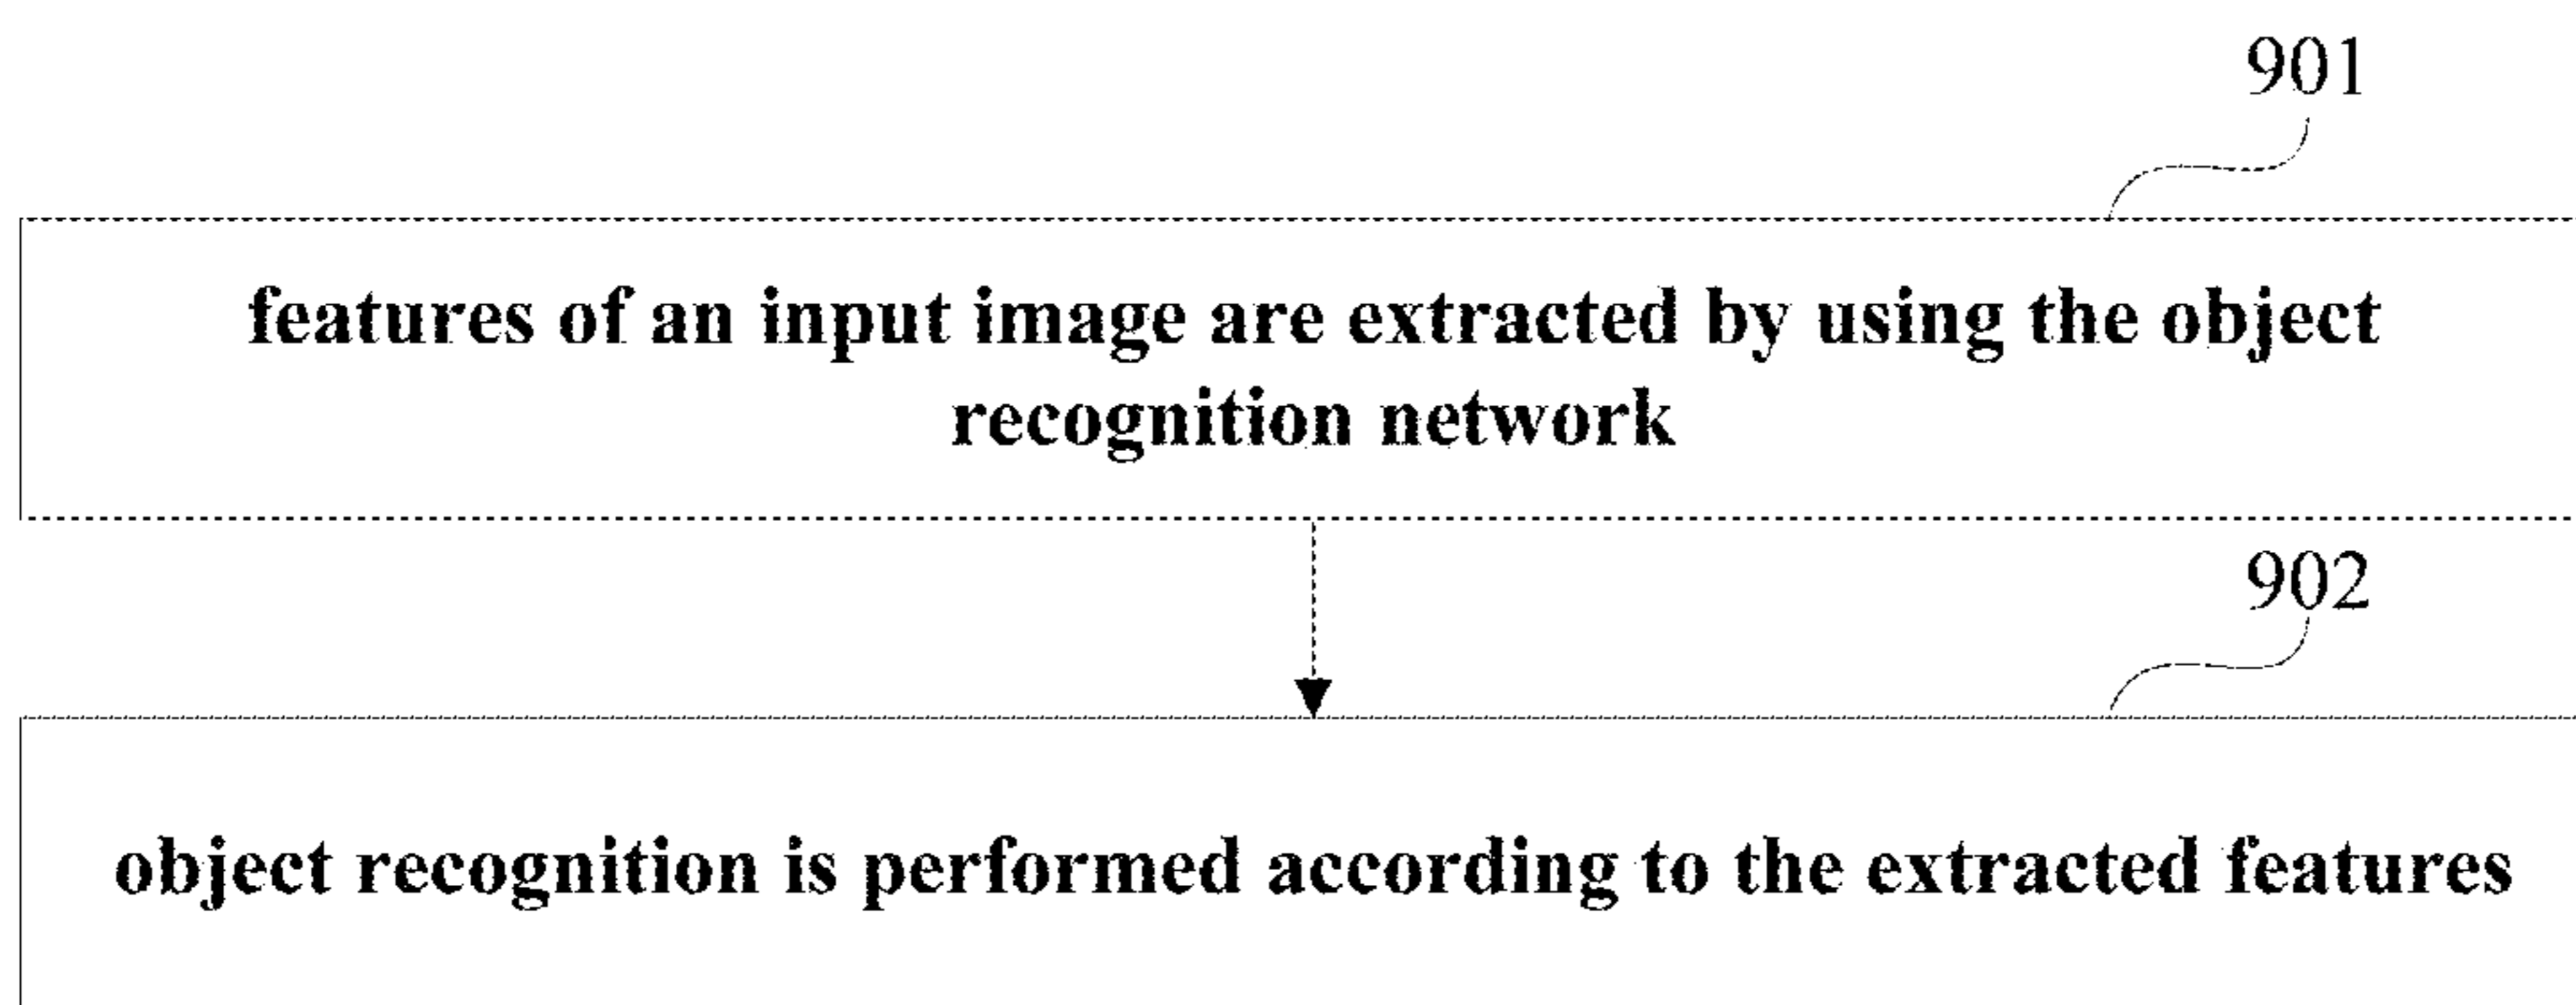 901
features of an input image are extracted by using the object
recognition network
902
object recognition is performed according to the extracted features